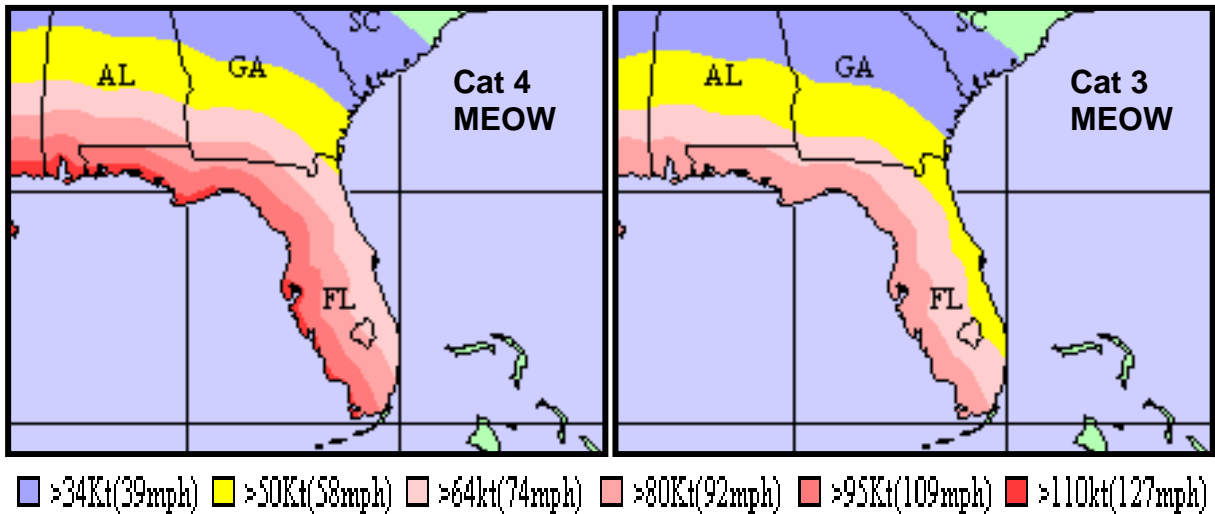 SC
GA
AL
Cat 4
MEOW
FL
SC
GA
AL
Cat 3
MEOW
FL
>34Kt(39mph) >50Kt(58mph) >64kt(74mph) >80Kt(92mph) >95Kt(109mph) >110kt(127mph)